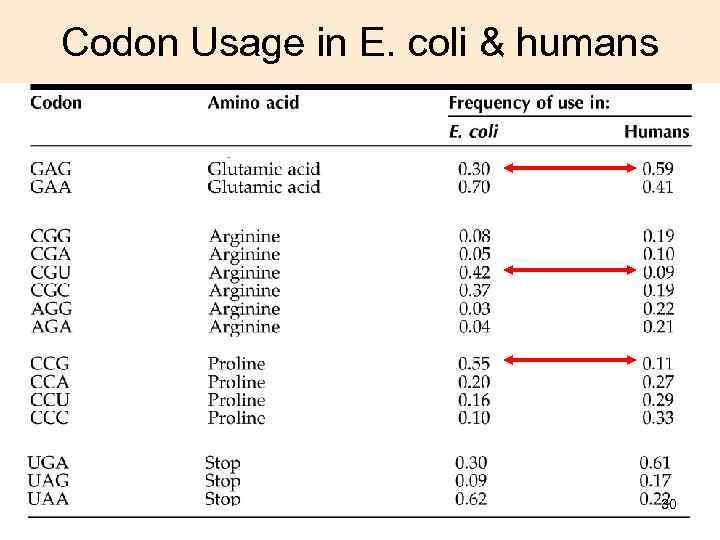 Codon Usage in E. coli & humans
Codon Amino acid Frequency of use in:
E. coli Humans
GAG Glutamic acid 0.30 0.59
GAA Glutamic acid 0.70 0.41
CGG Arginine 0.08 0.19
CGA Arginine 0.05 0.10
CGU Arginine 0.42 0.09
CGC Arginine 0.37 0.19
AGG Arginine 0.03 0.22
AGA Arginine 0.04 0.21
CCG Proline 0.55 0.11
CCA Proline 0.20 0.27
CCU Proline 0.16 0.29
CCC Proline 0.10 0.33
UGA Stop 0.30 0.61
UAG Stop 0.09 0.17
UAA Stop 0.62 0.22
30